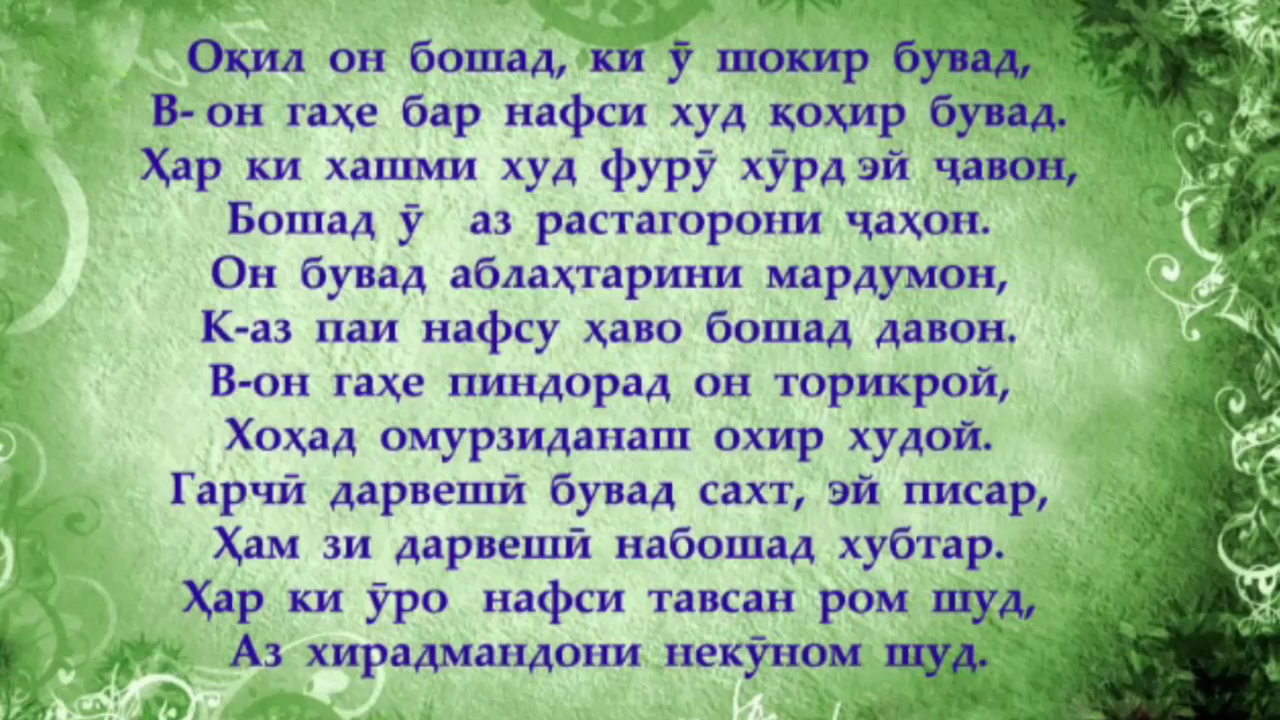 Оқил он бошад, ки ӯ шокир бувад,
В- он гаҳе бар нафси худ қоҳир бувад.
Ҳар ки хашми худ фурӯ хӯрд эй ҷавон,
Бошад ӯ аз растагорони ҷаҳон.
Он бувад аблаҳтарини мардумон,
К-аз паи нафсу ҳаво бошад давон.
В-он гаҳе пиндорад он торикрой,
Хоҳад омурзиданаш охир худой.
Гарчӣ дарвешӣ бувад сахт, эй писар,
Ҳам зи дарвешӣ набошад хубтар.
Ҳар ки ӯро нафси тавсан ром шуд,
Аз хирадмандони некӯном шуд.